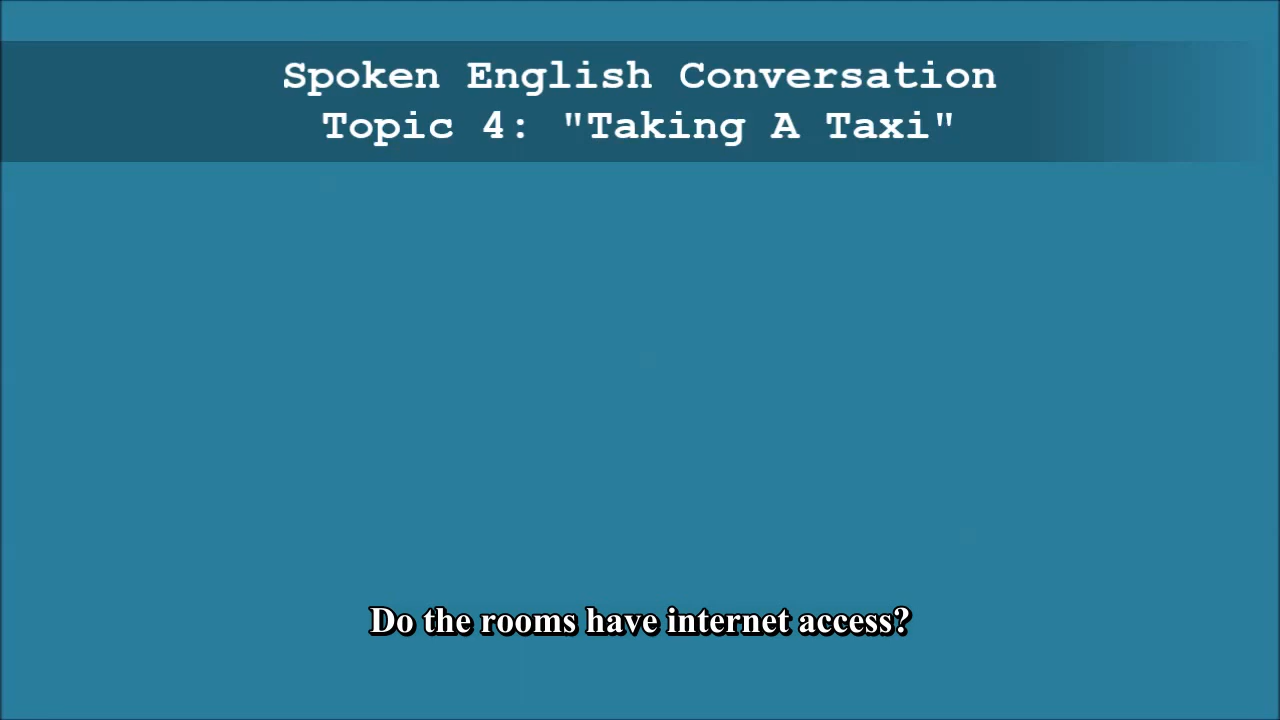 Spoken English Conversation
Topic 4: "Taking A Taxi"
Do the rooms have internet access?